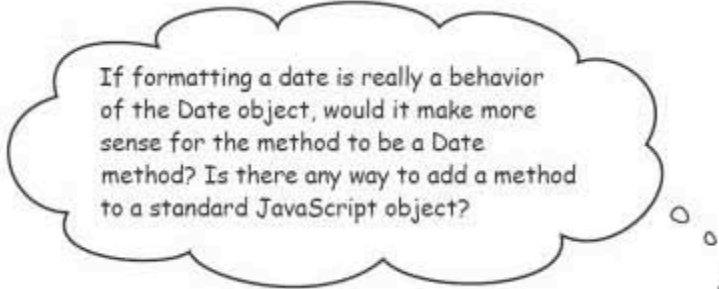 If formatting a date is really a behavior
of the Date object, would it make more
sense for the method to be a Date
method? Is there any way to add a method
to a standard JavaScript object?